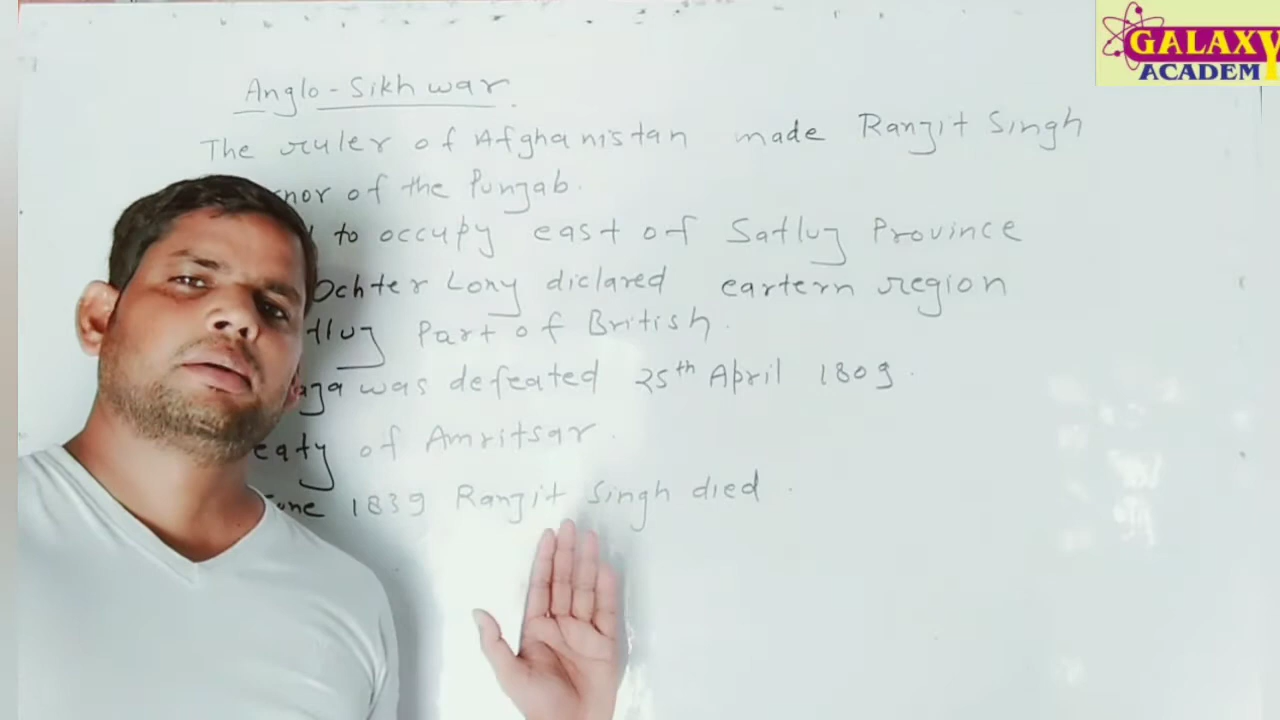 GALAXY
ACADEM
Anglo-Sikh war
The ruler of Afghanistan made Ranjit Singh
nor of the Punjab.
to occupy east of Satluj Province
Ochter Lony diclared eartern region
tluj Part of British.
aja was defeated 25th April 1809.
eaty of Amritsar.
une 1839 Ranjit Singh died.